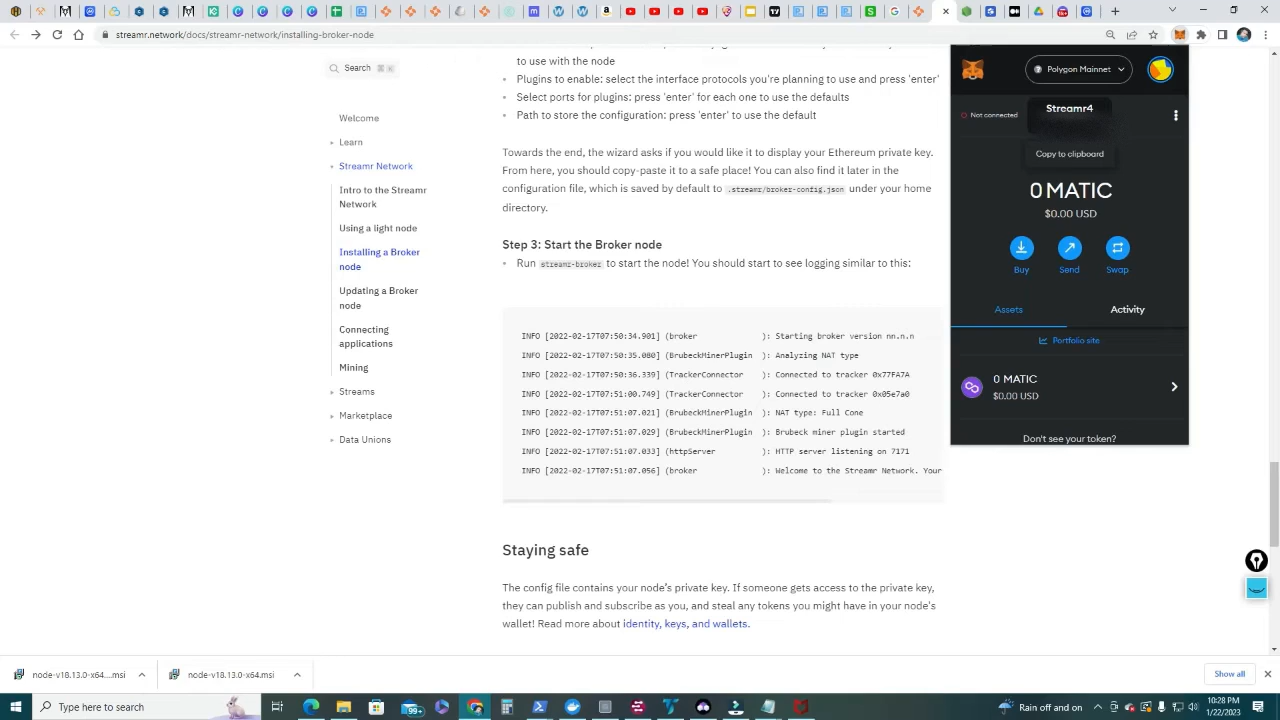 streamr.network/docs/streamr-network/installing-broker-node
Search ⌘ K
Welcome
Learn
Streamr Network
Intro to the Streamr
Network
Using a light node
Installing a Broker
node
Updating a Broker
node
Connecting
applications
Mining
Streams
Marketplace
Data Unions
to use with the node
Plugins to enable: select the interface protocols you're planning to use and press 'enter'
Select ports for plugins: press 'enter' for each one to use the defaults
Path to store the configuration: press 'enter' to use the default
Towards the end, the wizard asks if you would like it to display your Ethereum private key.
From here, you should copy-paste it to a safe place! You can also find it later in the
configuration file, which is saved by default to .streamr/broker-config.json under your home
directory.
Step 3: Start the Broker node
Run streamr-broker to start the node! You should start to see logging similar to this:
INFO [2022-02-17T07:50:34.901] (broker ): Starting broker version nn.n.n
INFO [2022-02-17T07:50:35.080] (BrubeckMinerPlugin ): Analyzing NAT type
INFO [2022-02-17T07:50:36.339] (TrackerConnector ): Connected to tracker 0x77FA7A
INFO [2022-02-17T07:51:00.749] (TrackerConnector ): Connected to tracker 0x05e7a0
INFO [2022-02-17T07:51:07.021] (BrubeckMinerPlugin ): NAT type: Full Cone
INFO [2022-02-17T07:51:07.029] (BrubeckMinerPlugin ): Brubeck miner plugin started
INFO [2022-02-17T07:51:07.033] (httpServer ): HTTP server listening on 7171
INFO [2022-02-17T07:51:07.056] (broker ): Welcome to the Streamr Network. Your
Staying safe
The config file contains your node's private key. If someone gets access to the private key,
they can publish and subscribe as you, and steal any tokens you might have in your node's
wallet! Read more about identity, keys, and wallets.
Polygon Mainnet
Not connected
Streamr4
Copy to clipboard
0 MATIC
$0.00 USD
Buy Send Swap
Assets Activity
Portfolio site
0 MATIC
$0.00 USD
Don't see your token?
node-v18.13.0-x64....msi
node-v18.13.0-x64.msi
Show all
Type here to search
99+
Rain off and on
10:28 PM
1/22/2023